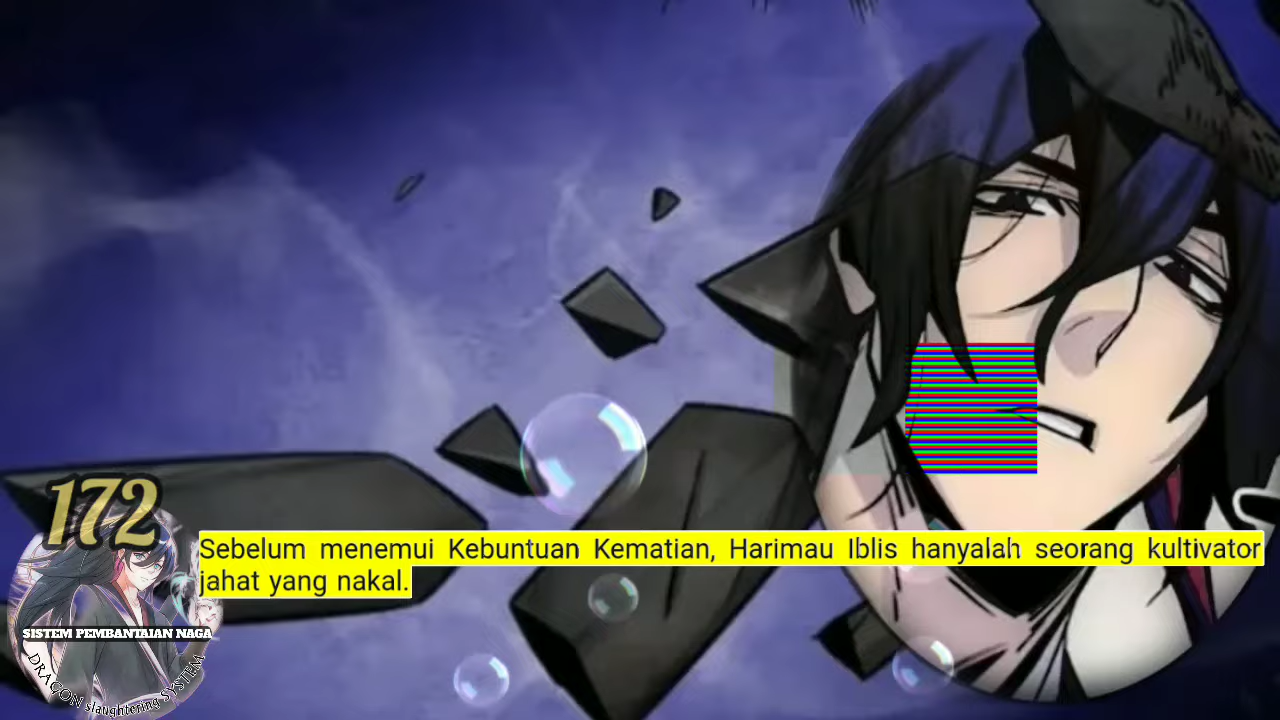 172
Sebelum menemui Kebuntuan Kematian, Harimau Iblis hanyalah seorang kultivator
jahat yang nakal.
SISTEM PEMBANTAIAN NAGA
DRAGON slaughtering SYSTEM